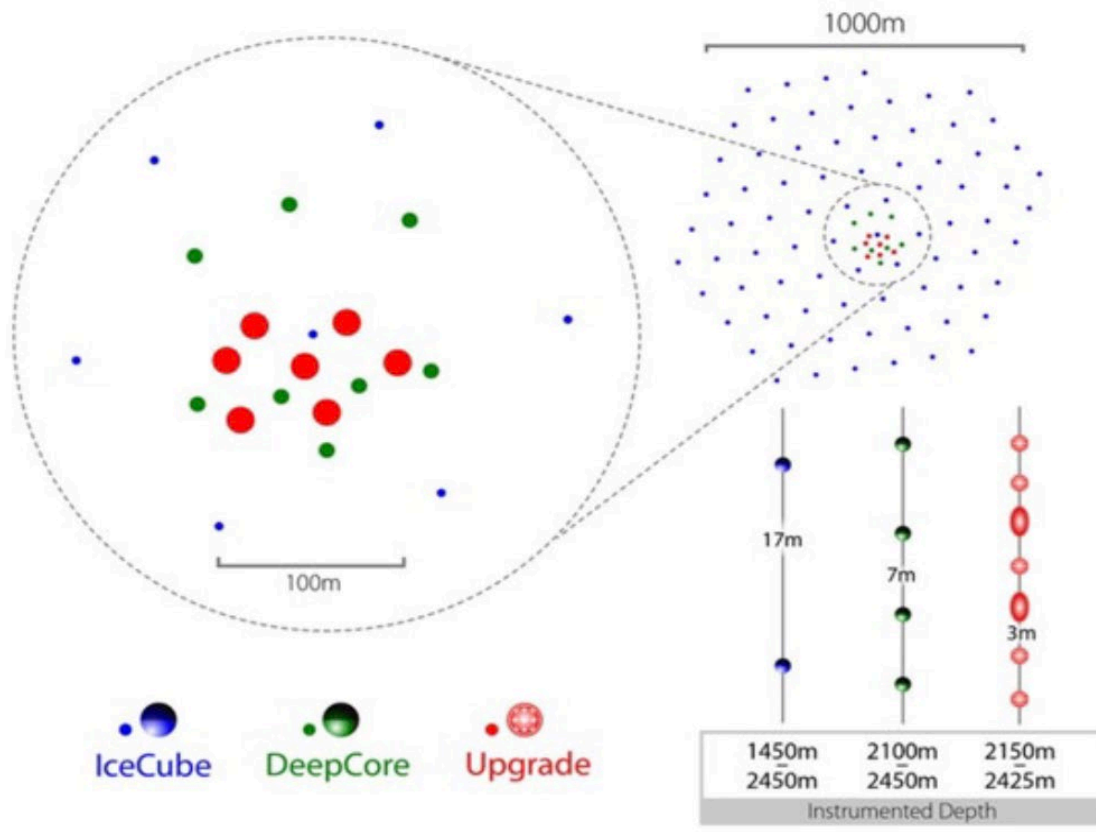 1000m
100m
17m
7m
3m
IceCube
DeepCore
Upgrade
1450m
–
2450m
2100m
–
2450m
2150m
–
2425m
Instrumented Depth